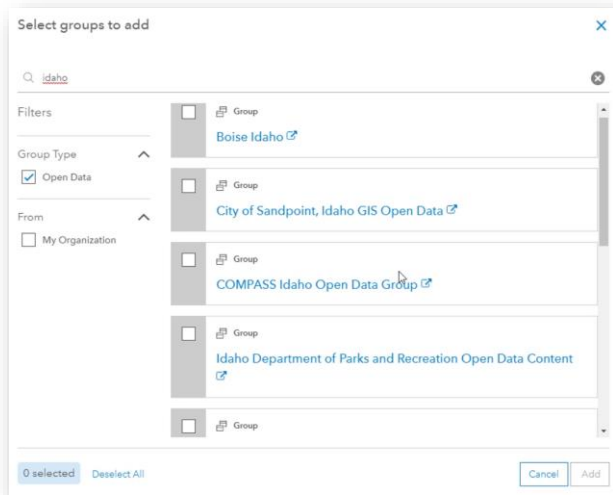 Select groups to add
idaho
Filters
Group Type
Open Data
From
My Organization
Group
Boise Idaho
Group
City of Sandpoint, Idaho GIS Open Data
Group
COMPASS Idaho Open Data Group
Group
Idaho Department of Parks and Recreation Open Data Content
Group
0 selected
Deselect All
Cancel
Add